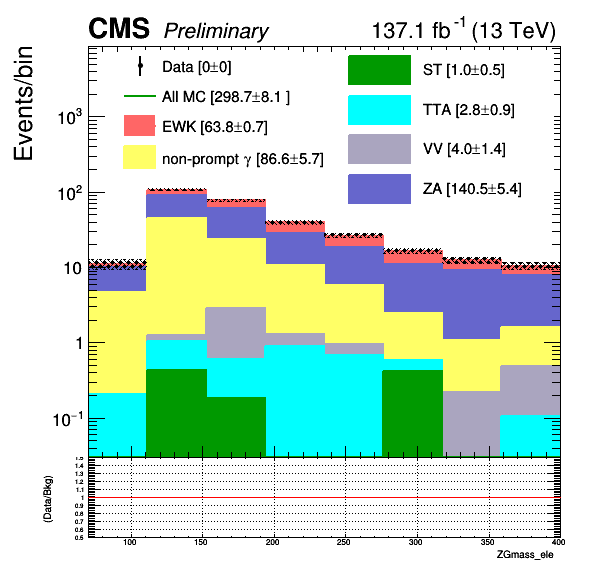 CMS Preliminary 137.1 fb⁻¹ (13 TeV)
Events/bin
Data [0±0]
All MC [298.7±8.1 ]
EWK [63.8±0.7]
non-prompt γ [86.6±5.7]
ST [1.0±0.5]
TTA [2.8±0.9]
VV [4.0±1.4]
ZA [140.5±5.4]
10³
10²
10
1
10⁻¹
(Data/Bkg)
1.5
1.4
1.3
1.2
1.1
1
0.9
0.8
0.7
0.6
0.5
100 150 200 250 300 350 400
ZGmass_ele